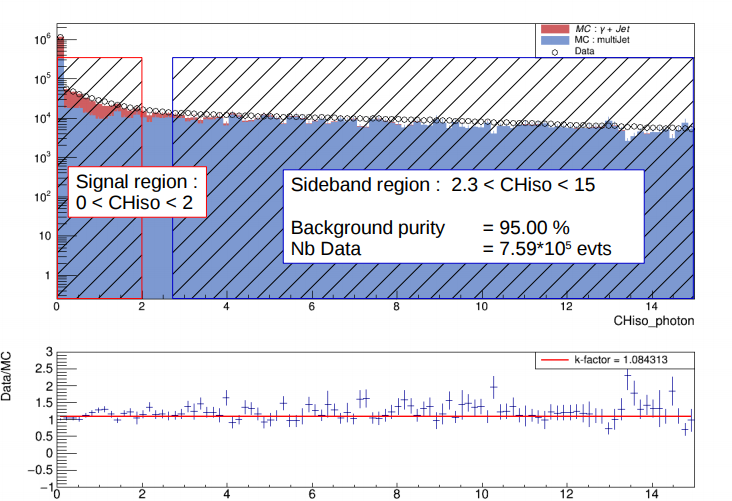 MC : γ + Jet
MC : multiJet
Data
10⁶
10⁵
10⁴
10³
10²
10
1
Signal region :
0 < CHiso < 2
Sideband region : 2.3 < CHiso < 15
Background purity = 95.00 %
Nb Data = 7.59*10⁵ evts
0 2 4 6 8 10 12 14
CHiso_photon
Data/MC
k-factor = 1.084313
3
2.5
2
1.5
1
0.5
0
−0.5
−1
0 2 4 6 8 10 12 14